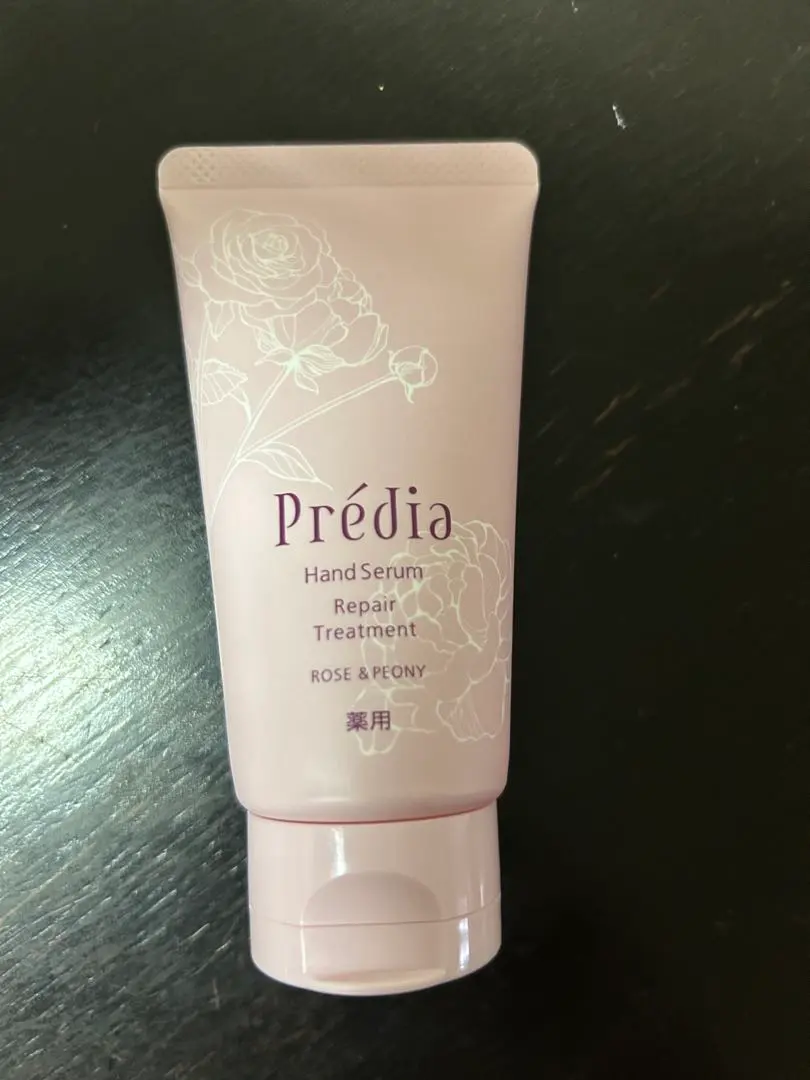 Prédia
Hand Serum
Repair
Treatment
ROSE & PEONY
薬用